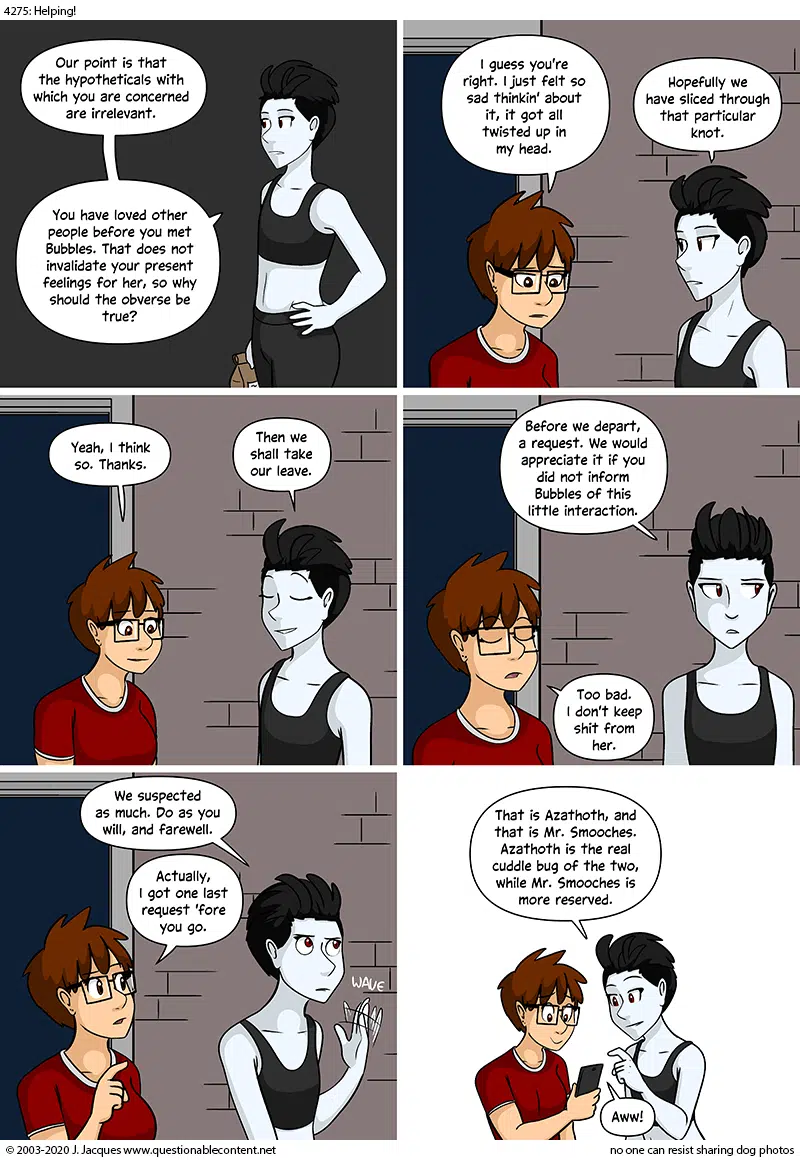 4275: Helping!
Our point is that
the hypotheticals with
which you are concerned
are irrelevant.
You have loved other
people before you met
Bubbles. That does not
invalidate your present
feelings for her, so why
should the obverse be
true?
I guess you're
right. I just felt so
sad thinkin' about
it, it got all
twisted up in
my head.
Hopefully we
have sliced through
that particular
knot.
Yeah, I think
so. Thanks.
Then we
shall take
our leave.
Before we depart,
a request. We would
appreciate it if you
did not inform
Bubbles of this
little interaction.
Too bad.
I don't keep
shit from
her.
We suspected
as much. Do as you
will, and farewell.
Actually,
I got one last
request 'fore
you go.
WAVE
That is Azathoth, and
that is Mr. Smooches.
Azathoth is the real
cuddle bug of the two,
while Mr. Smooches is
more reserved.
Aww!
© 2003-2020 J. Jacques www.questionablecontent.net
no one can resist sharing dog photos